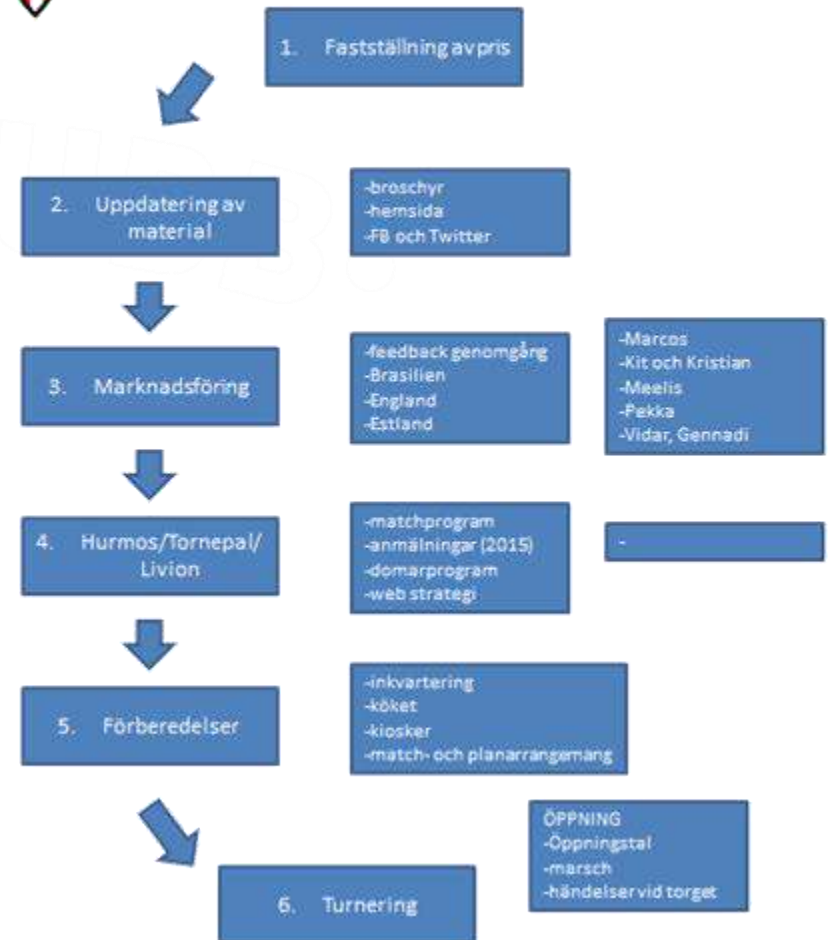 1. Fastställning av pris
2. Uppdatering av
material
-broschyr
-hemsida
-FB och Twitter
3. Marknadsföring
-feedback genomgång
-Brasilien
-England
-Estland
-Marcos
-Kit och Kristian
-Meelis
-Pekka
-Vidar, Gennadi
4. Hurmos/Tornepal/
Livion
-matchprogram
-anmälningar (2015)
-domarprogram
-web strategi
-
5. Förberedelser
-inkvartering
-köket
-kiosker
-match- och planarrangemang
6. Turnering
ÖPPNING
-Öppningstal
-marsch
-händelser vid torget